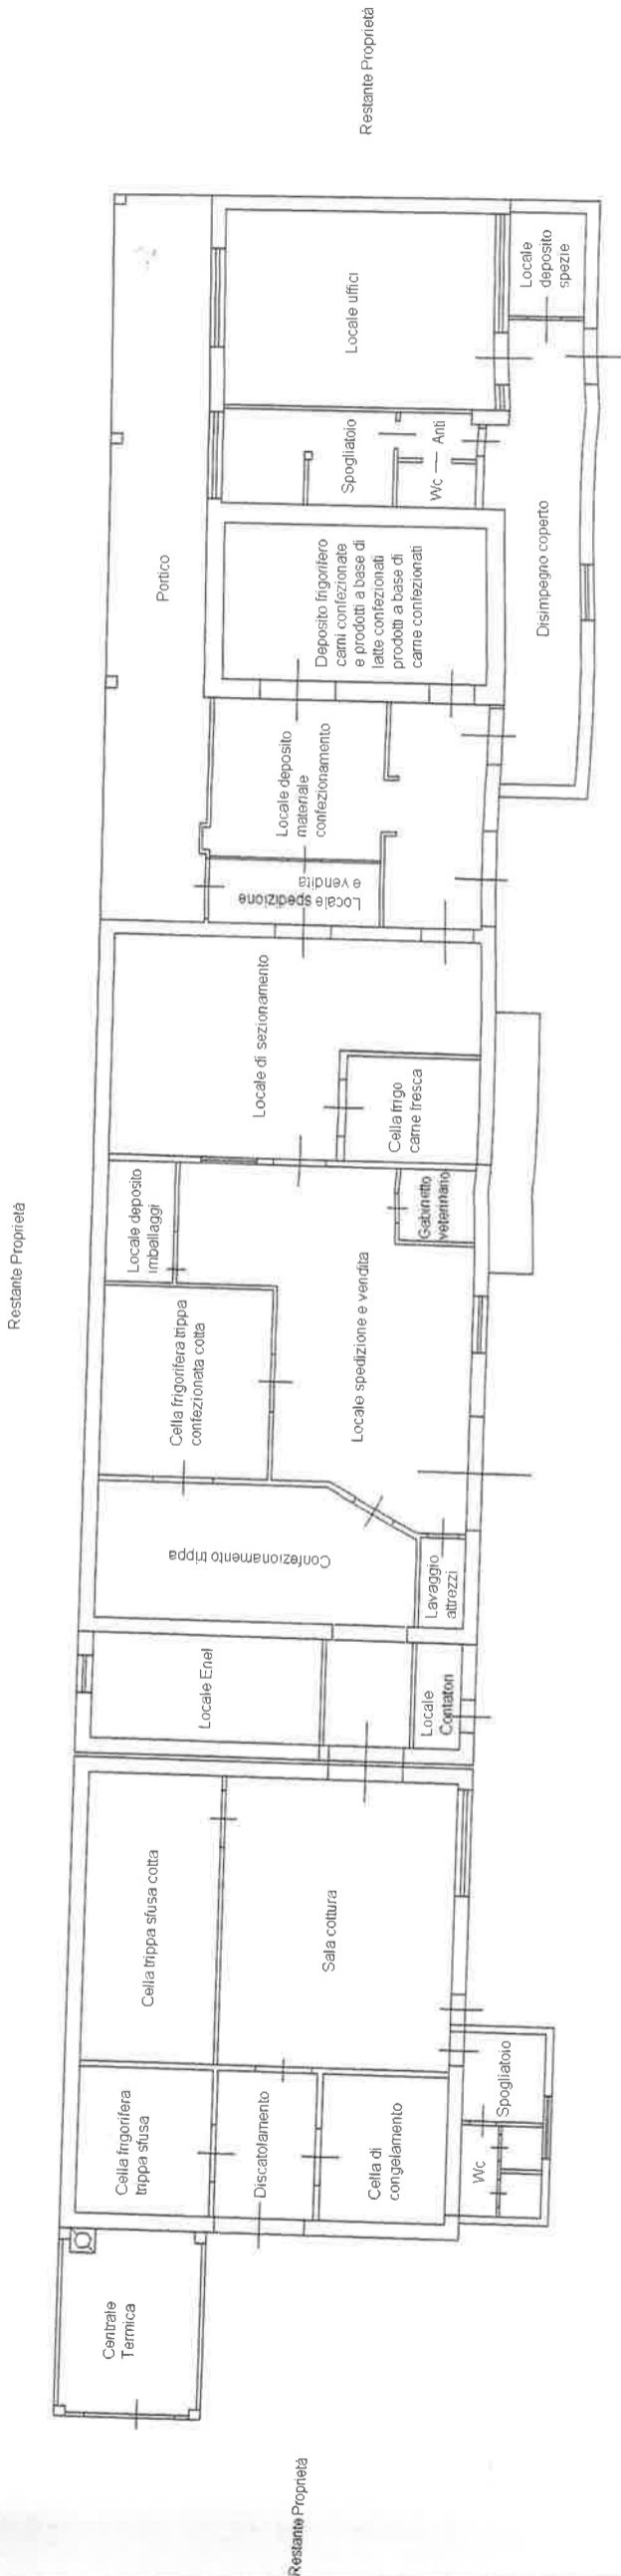 Restante Proprietà
Restante Proprietà
Restante Proprietà
Centrale
Termica
Cella frigorifera
trippa sfusa
Discatolamento
Cella di
congelamento
Wc
Spogliatoio
Cella trippa sfusa cotta
Sala cottura
Locale Enel
Locale
Contatori
Confezionamento trippa
Lavaggio
attrezzi
Cella frigorifera trippa
confezionata cotta
Locale deposito
imballaggi
Locale spedizione e vendita
Gabinetto
veterinario
Locale di sezionamento
Cella frigo
carne fresca
Locale spedizione
e vendita
Locale deposito
materiale
confezionamento
Portico
Deposito frigorifero
carni confezionate
e prodotti a base di
latte confezionati
prodotti a base di
carne confezionati
Spogliatoio
Wc
Anti
Locale uffici
Disimpegno coperto
Locale
deposito
spezie